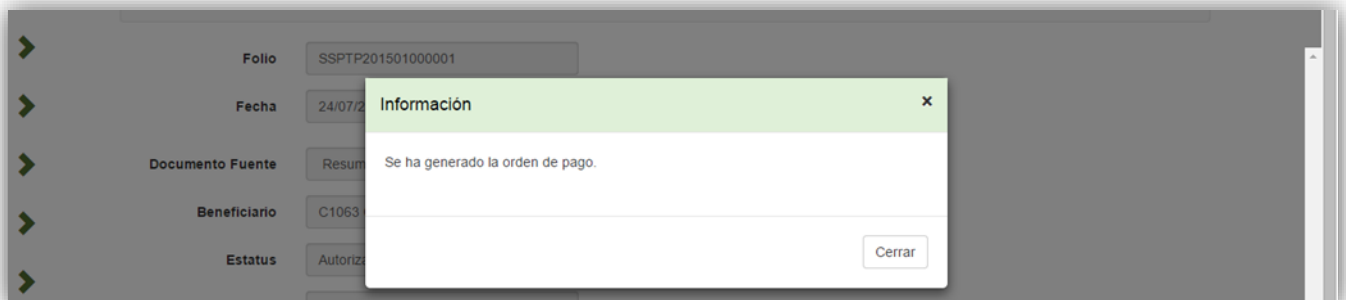 Folio SSPTP201501000001
Fecha 24/07/2
Información ×
Documento Fuente Resum
Se ha generado la orden de pago.
Beneficiario C1063
Estatus Autoriz
Cerrar